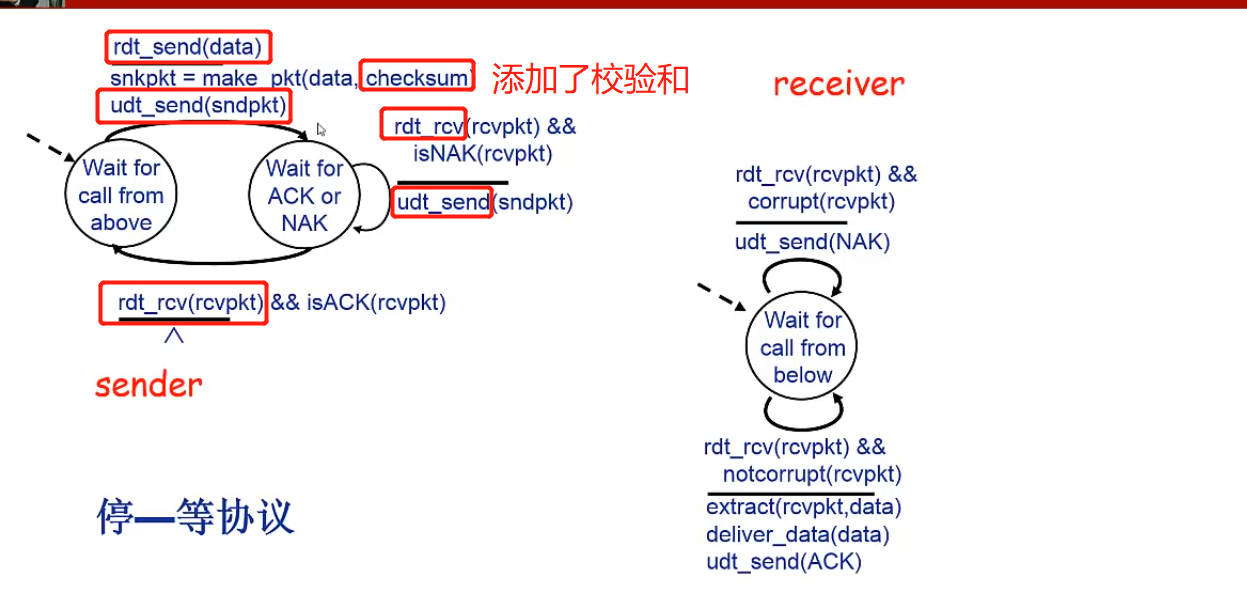 rdt_send(data)
snkpkt = make_pkt(data, checksum)
添加了校验和
udt_send(sndpkt)
receiver
rdt_rcv(rcvpkt) &&
isNAK(rcvpkt)
udt_send(sndpkt)
Wait for
call from
above
Wait for
ACK or
NAK
rdt_rcv(rcvpkt) && isACK(rcvpkt)
Λ
sender
停—等协议
rdt_rcv(rcvpkt) &&
corrupt(rcvpkt)
udt_send(NAK)
Wait for
call from
below
rdt_rcv(rcvpkt) &&
notcorrupt(rcvpkt)
extract(rcvpkt,data)
deliver_data(data)
udt_send(ACK)